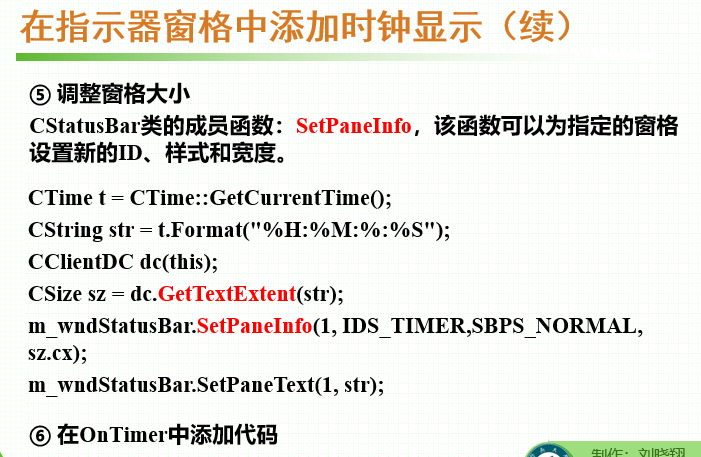 在指示器窗格中添加时钟显示（续）
⑤ 调整窗格大小
CStatusBar类的成员函数：SetPaneInfo，该函数可以为指定的窗格
设置新的ID、样式和宽度。
CTime t = CTime::GetCurrentTime();
CString str = t.Format("%H:%M:%:%S");
CClientDC dc(this);
CSize sz = dc.GetTextExtent(str);
m_wndStatusBar.SetPaneInfo(1, IDS_TIMER,SBPS_NORMAL,
sz.cx);
m_wndStatusBar.SetPaneText(1, str);
⑥ 在OnTimer中添加代码
制作：刘晓翔